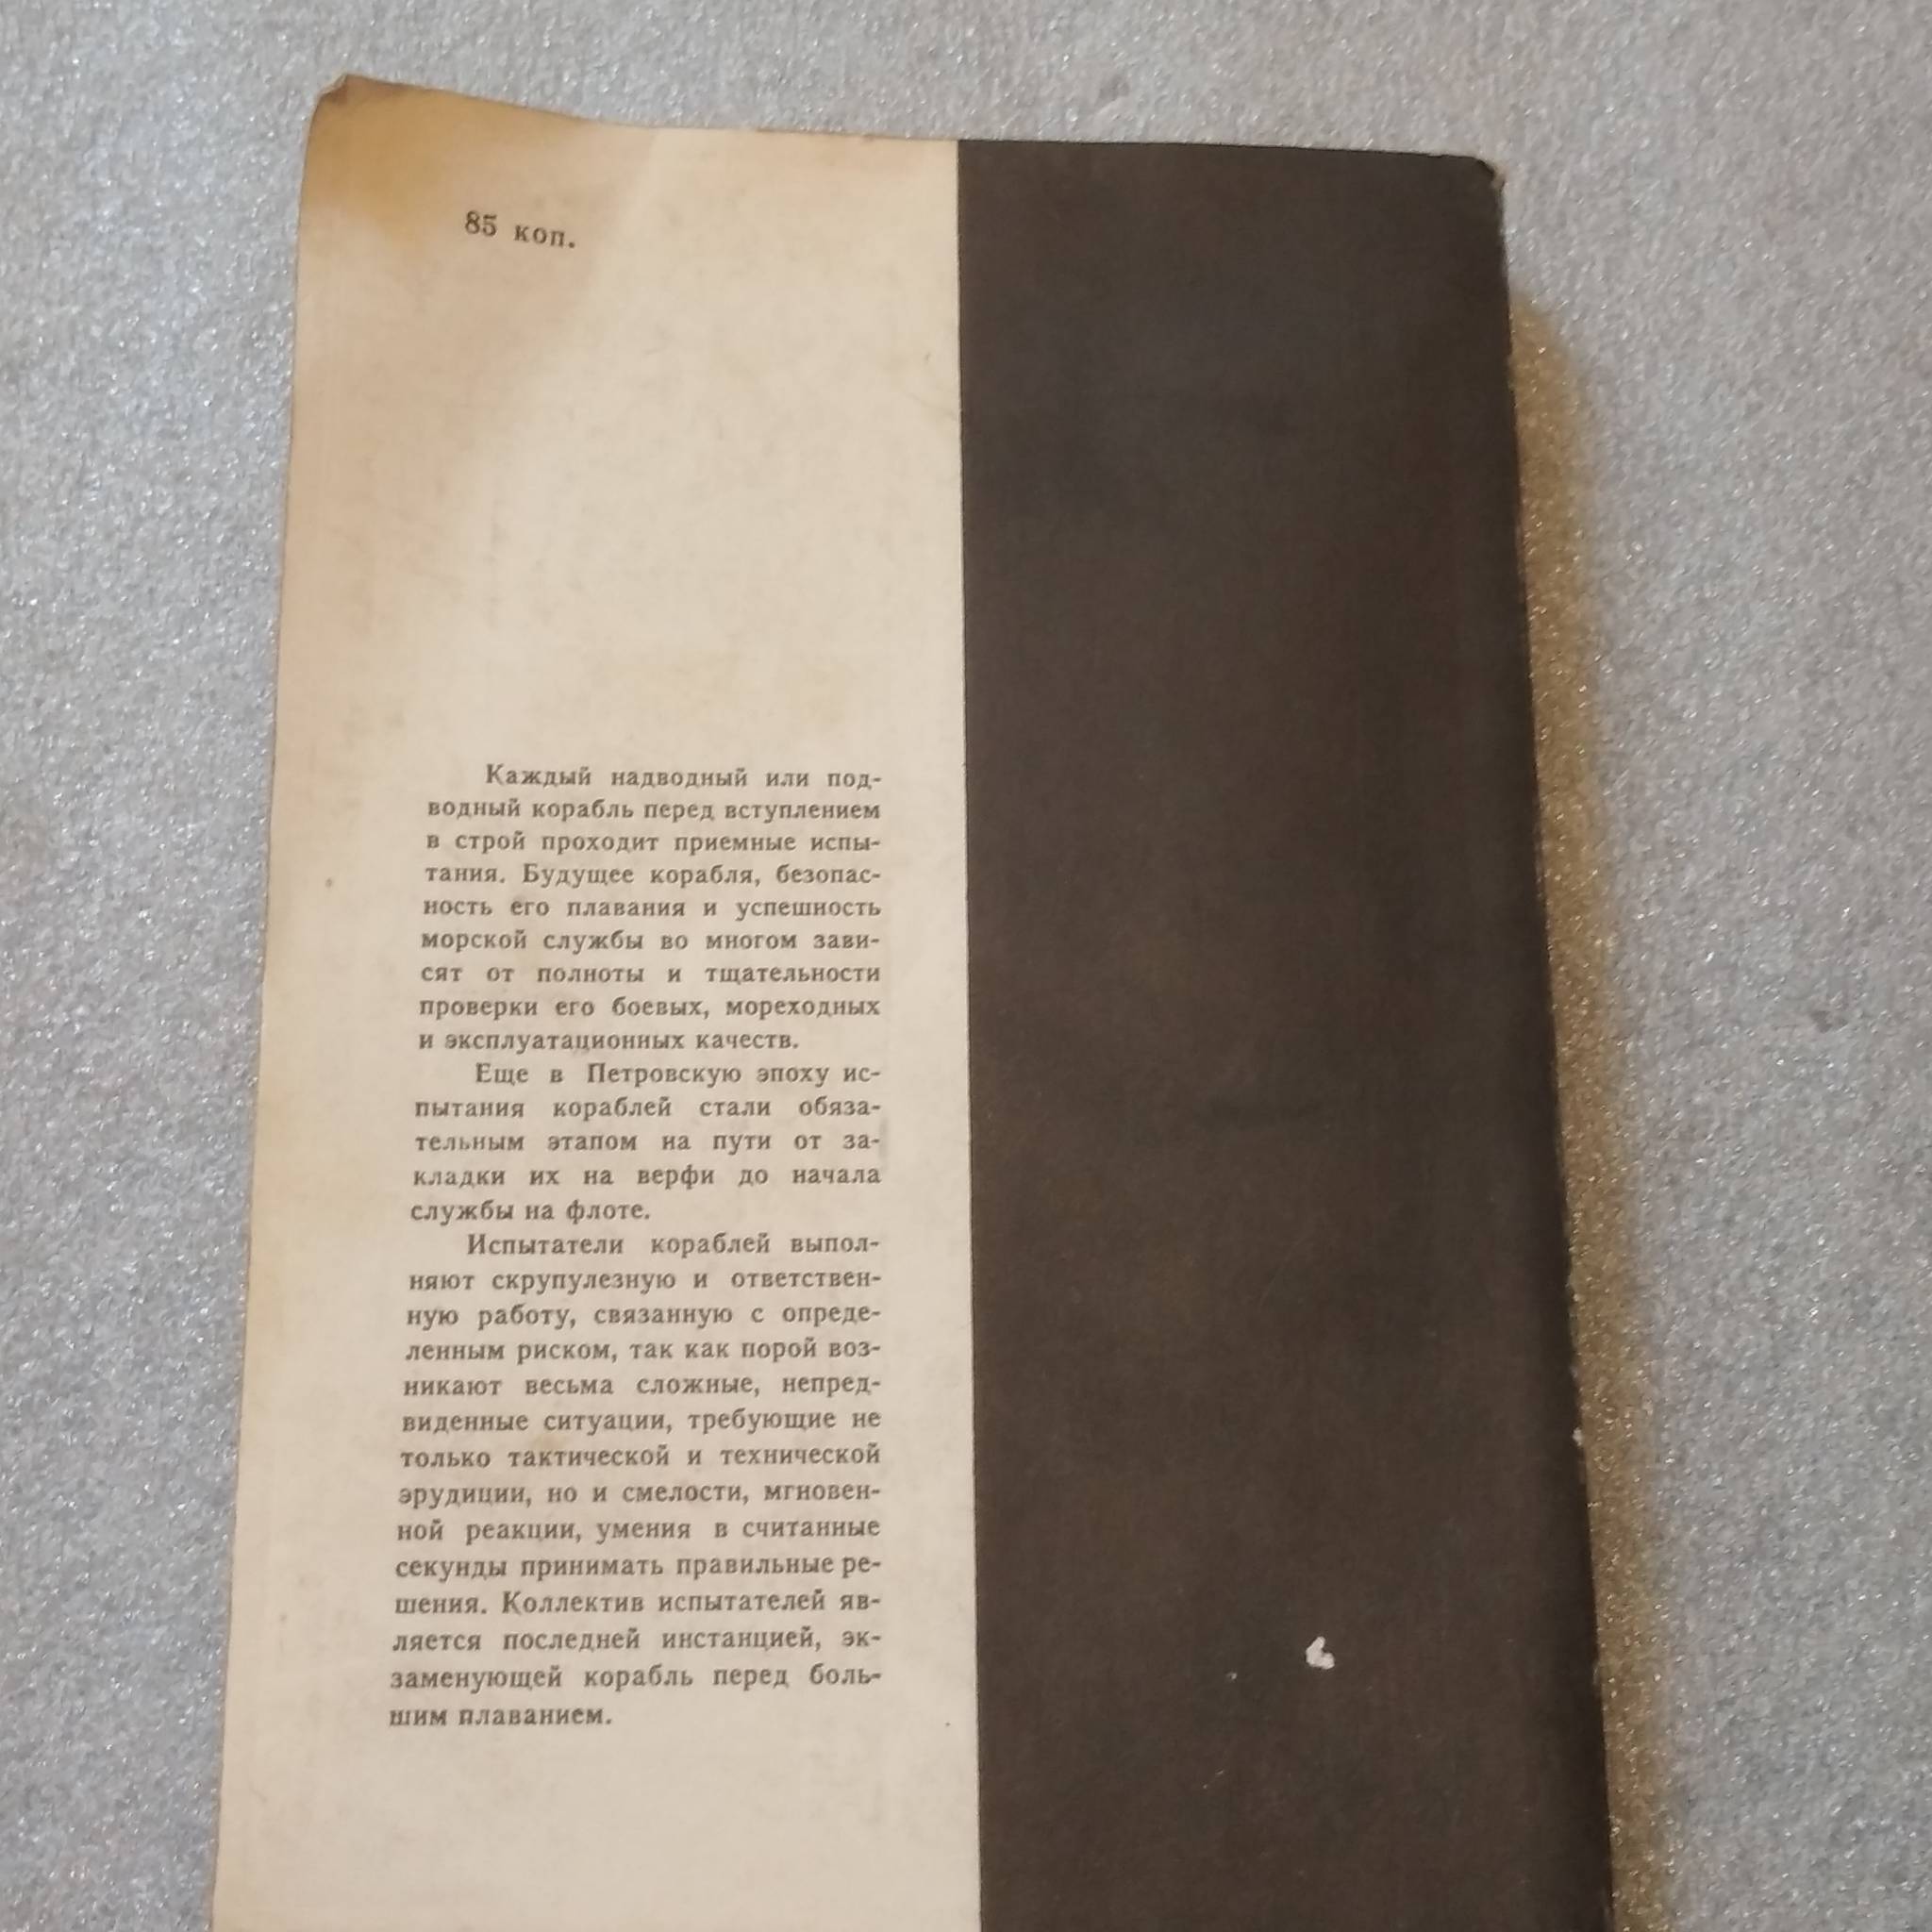 85 коп.
Каждый надводный или под-
водный корабль перед вступлением
в строй проходит приемные испы-
тания. Будущее корабля, безопас-
ность его плавания и успешность
морской службы во многом зави-
сят от полноты и тщательности
проверки его боевых, мореходных
и эксплуатационных качеств.
Еще в Петровскую эпоху ис-
пытания кораблей стали обяза-
тельным этапом на пути от за-
кладки их на верфи до начала
службы на флоте.
Испытатели кораблей выпол-
няют скрупулезную и ответствен-
ную работу, связанную с опреде-
ленным риском, так как порой воз-
никают весьма сложные, непред-
виденные ситуации, требующие не
только тактической и технической
эрудиции, но и смелости, мгновен-
ной реакции, умения в считанные
секунды принимать правильные ре-
шения. Коллектив испытателей яв-
ляется последней инстанцией, эк-
заменующей корабль перед боль-
шим плаванием.